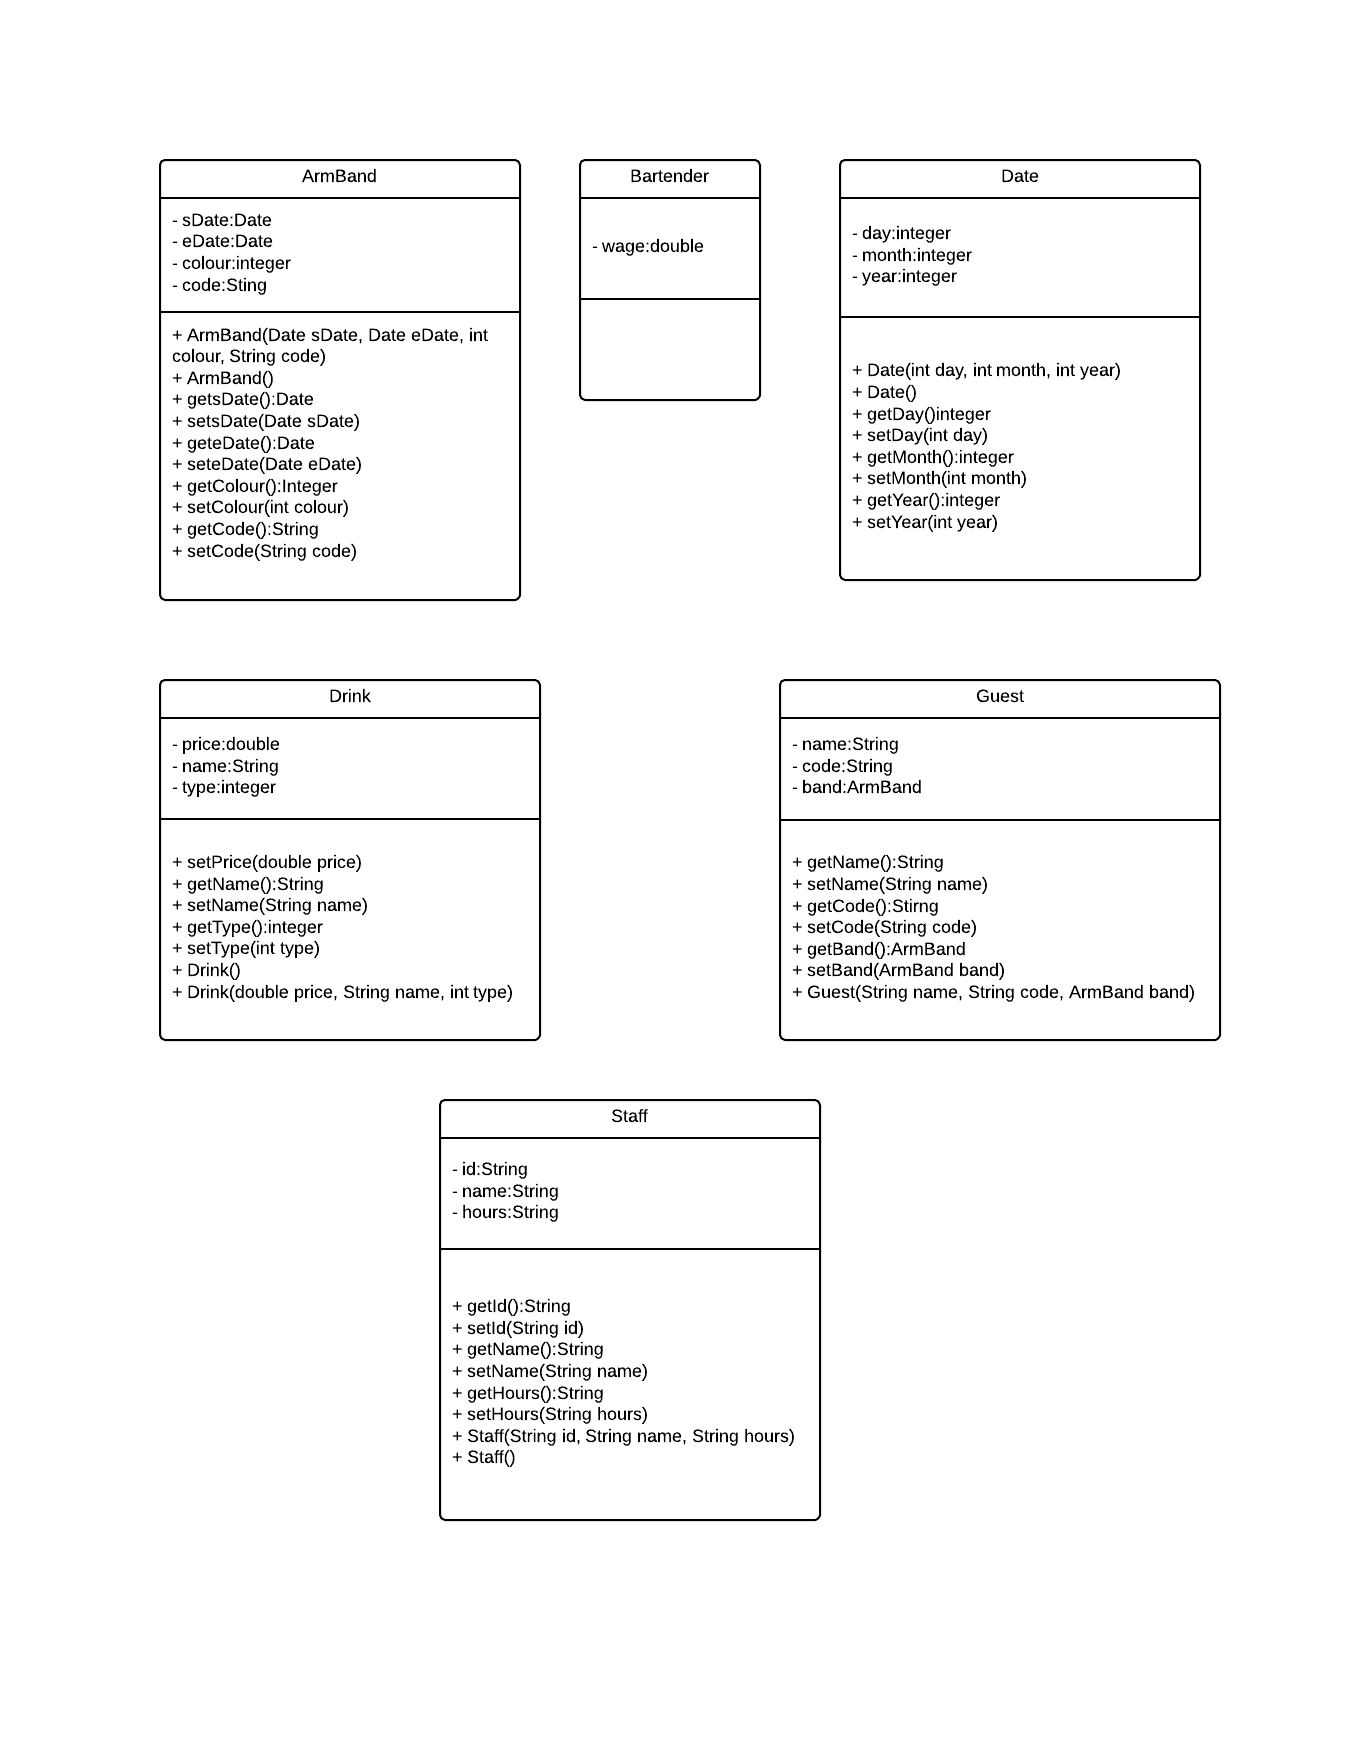 ArmBand
- sDate:Date
- eDate:Date
- colour:integer
- code:Sting
+ ArmBand(Date sDate, Date eDate, int
colour, String code)
+ ArmBand()
+ getsDate():Date
+ setsDate(Date sDate)
+ geteDate():Date
+ seteDate(Date eDate)
+ getColour():Integer
+ setColour(int colour)
+ getCode():String
+ setCode(String code)
Bartender
- wage:double
Date
- day:integer
- month:integer
- year:integer
+ Date(int day, int month, int year)
+ Date()
+ getDay()integer
+ setDay(int day)
+ getMonth():integer
+ setMonth(int month)
+ getYear():integer
+ setYear(int year)
Drink
- price:double
- name:String
- type:integer
+ setPrice(double price)
+ getName():String
+ setName(String name)
+ getType():integer
+ setType(int type)
+ Drink()
+ Drink(double price, String name, int type)
Guest
- name:String
- code:String
- band:ArmBand
+ getName():String
+ setName(String name)
+ getCode():Stirng
+ setCode(String code)
+ getBand():ArmBand
+ setBand(ArmBand band)
+ Guest(String name, String code, ArmBand band)
Staff
- id:String
- name:String
- hours:String
+ getId():String
+ setId(String id)
+ getName():String
+ setName(String name)
+ getHours():String
+ setHours(String hours)
+ Staff(String id, String name, String hours)
+ Staff()